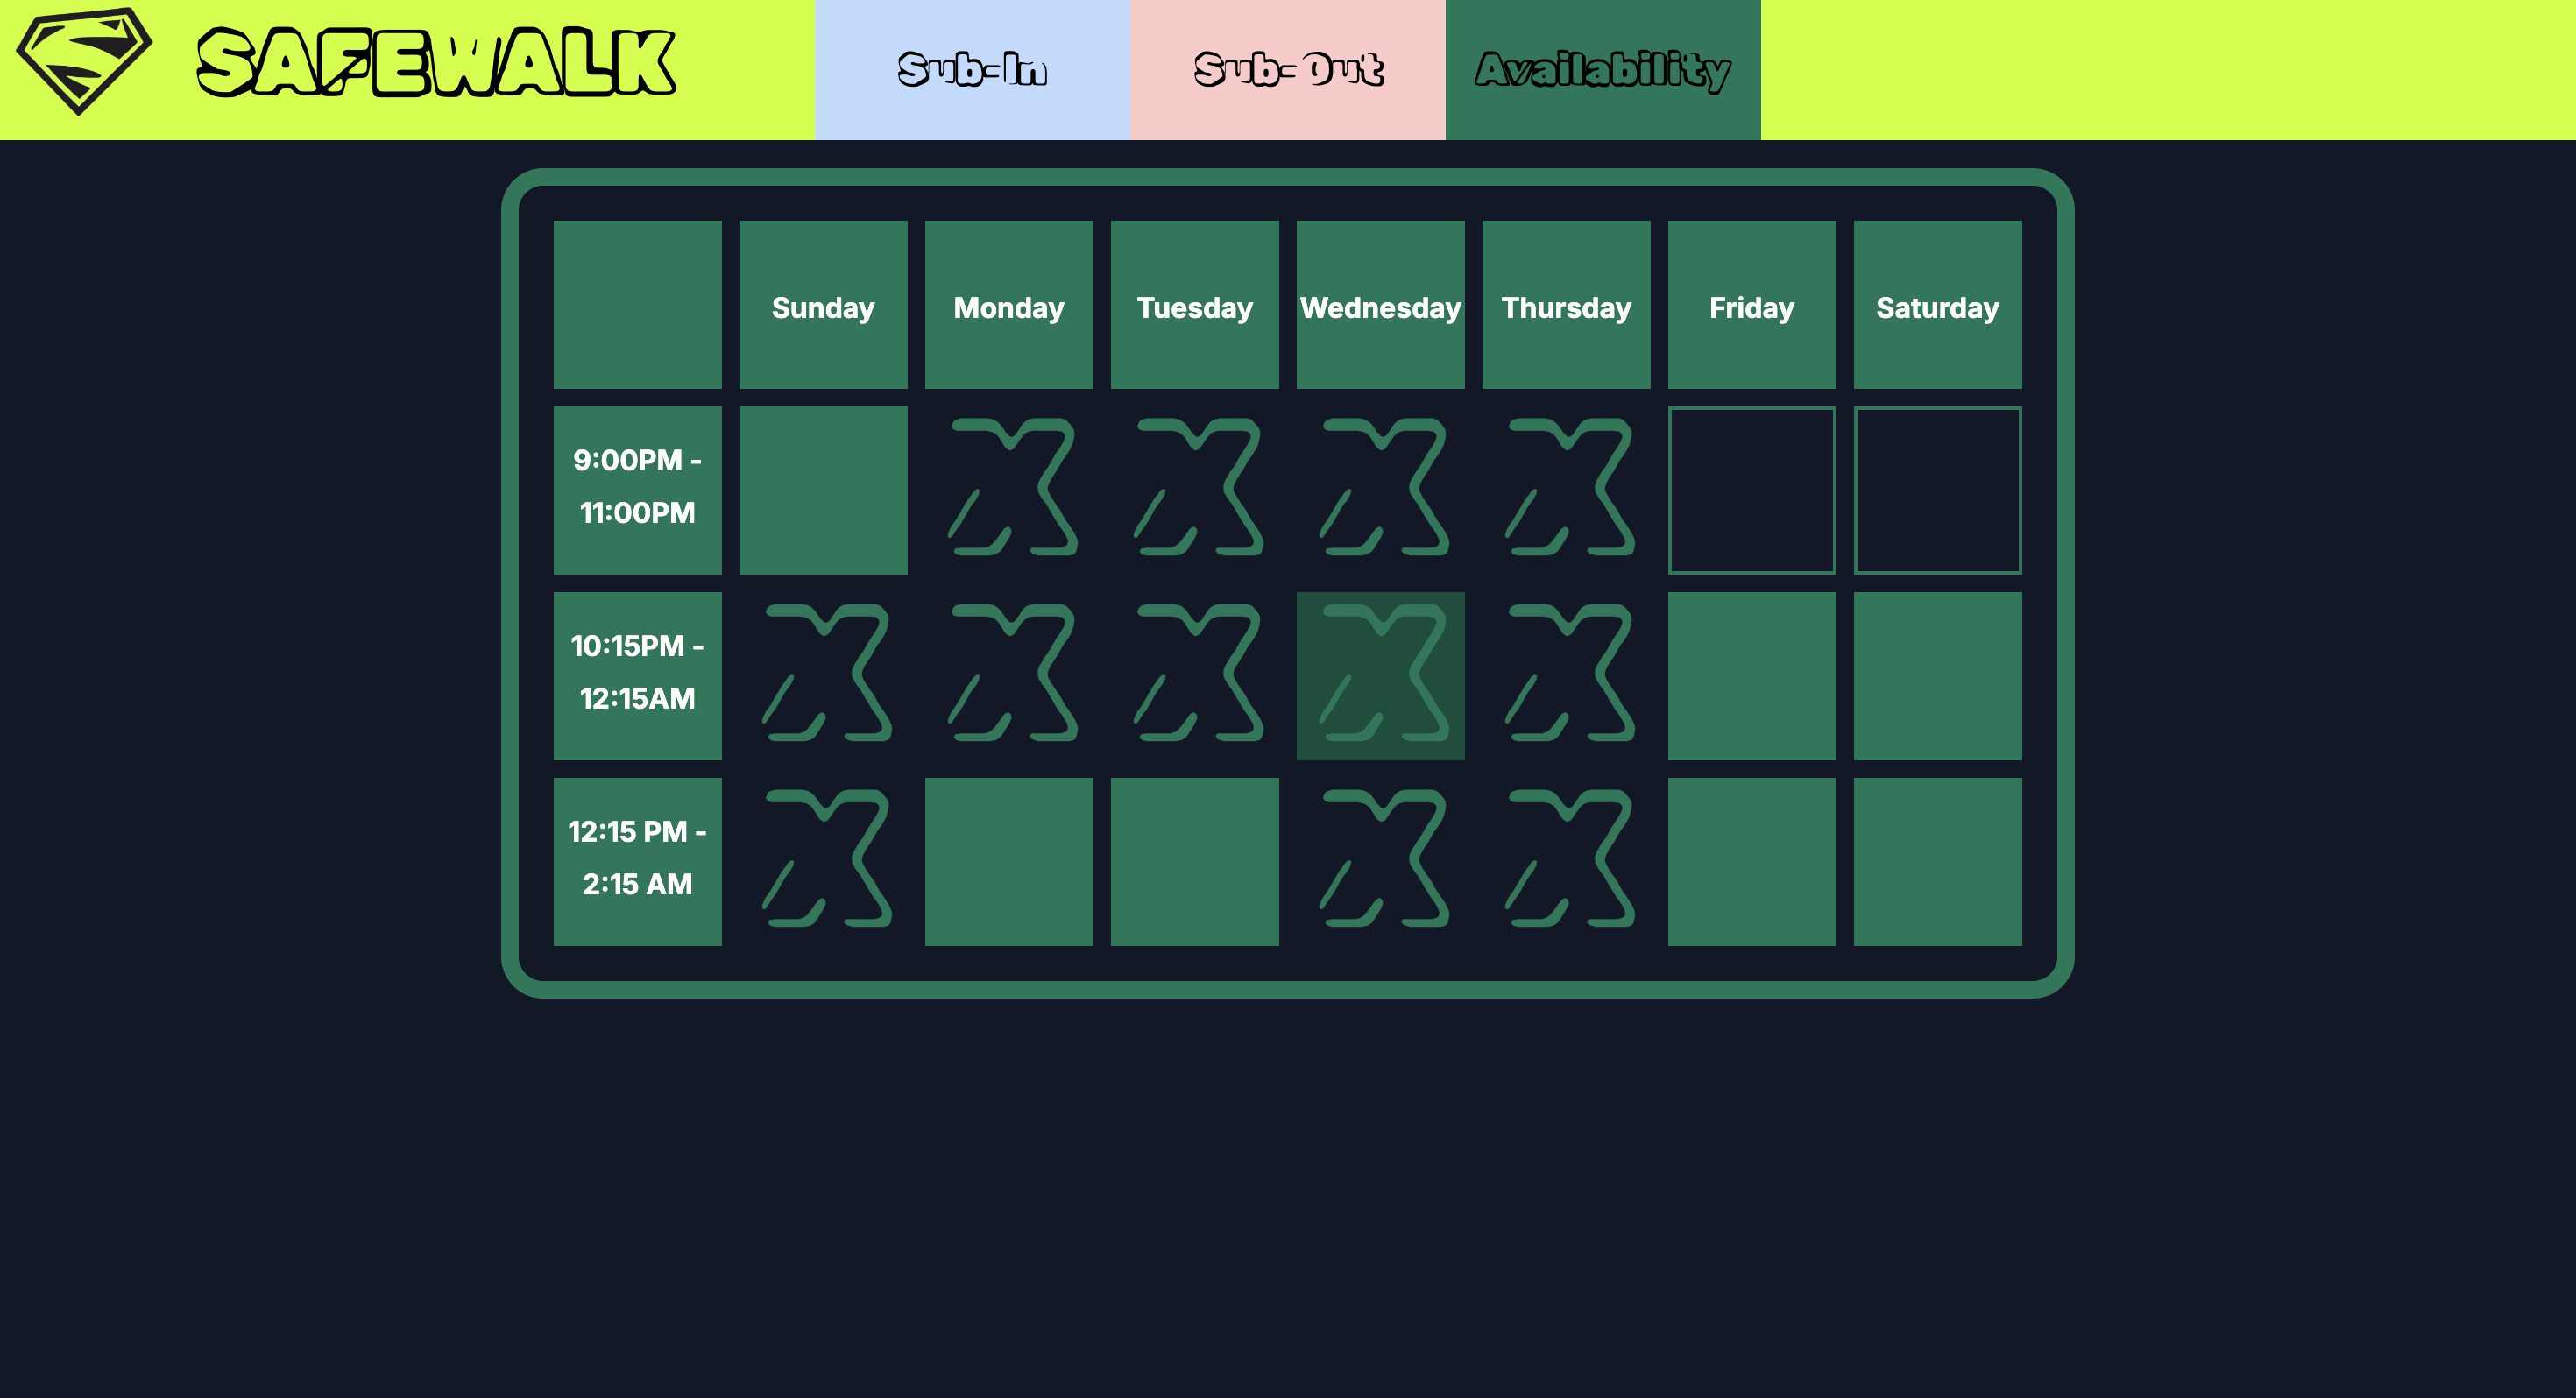 SAFEWALK
Sub-In
Sub-Out
Availability
Sunday
Monday
Tuesday
Wednesday
Thursday
Friday
Saturday
9:00PM -
11:00PM
10:15PM -
12:15AM
12:15 PM -
2:15 AM